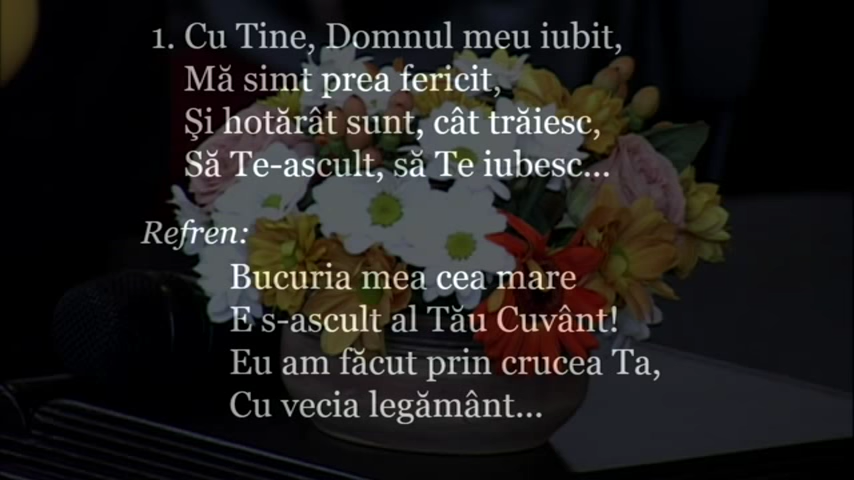 1. Cu Tine, Domnul meu iubit,
Mă simt prea fericit,
Şi hotărât sunt, cât trăiesc,
Să Te-ascult, să Te iubesc...
Refren:
Bucuria mea cea mare
E s-ascult al Tău Cuvânt!
Eu am făcut prin crucea Ta,
Cu vecia legământ...